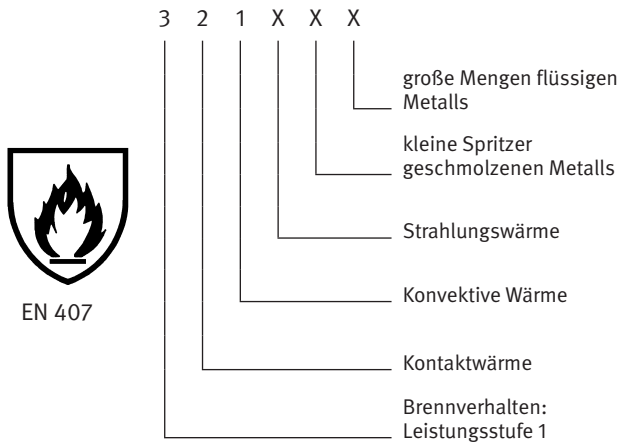 3 2 1 X X X
große Mengen flüssigen
Metalls
kleine Spritzer
geschmolzenen Metalls
Strahlungswärme
Konvektive Wärme
EN 407
Kontaktwärme
Brennverhalten:
Leistungsstufe 1